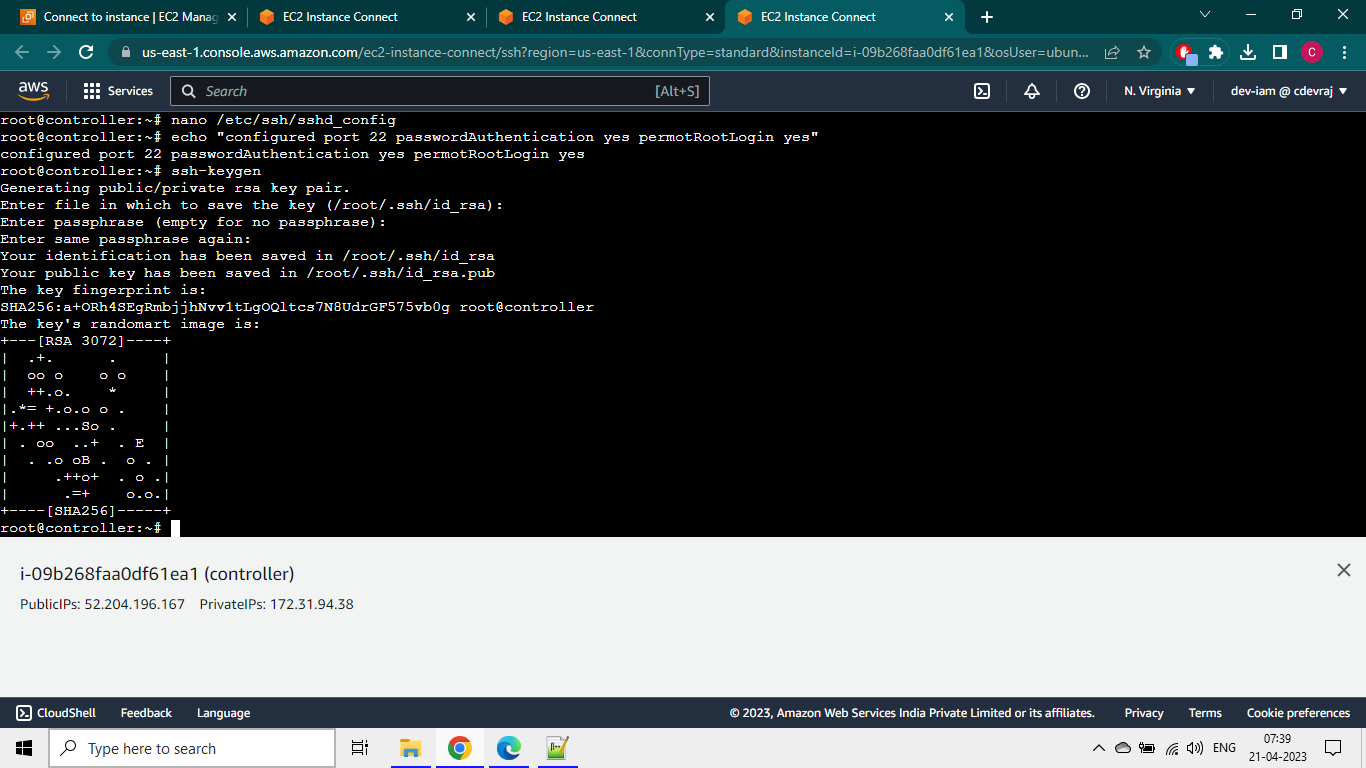 Connect to instance | EC2 Manag
EC2 Instance Connect
EC2 Instance Connect
EC2 Instance Connect
us-east-1.console.aws.amazon.com/ec2-instance-connect/ssh?region=us-east-1&connType=standard&instanceId=i-09b268faa0df61ea1&osUser=ubun...
C
aws
Services
Search
[Alt+S]
N. Virginia
dev-iam @ cdevraj
root@controller:~# nano /etc/ssh/sshd_config
root@controller:~# echo "configured port 22 passwordAuthentication yes permotRootLogin yes"
configured port 22 passwordAuthentication yes permotRootLogin yes
root@controller:~# ssh-keygen
Generating public/private rsa key pair.
Enter file in which to save the key (/root/.ssh/id_rsa):
Enter passphrase (empty for no passphrase):
Enter same passphrase again:
Your identification has been saved in /root/.ssh/id_rsa
Your public key has been saved in /root/.ssh/id_rsa.pub
The key fingerprint is:
SHA256:a+ORh4SEgRmbjjhNvv1tLgOQltcs7N8UdrGF575vb0g root@controller
The key's randomart image is:
+---[RSA 3072]----+
|  .+.      .     |
|  oo o    o o    |
|  ++.o.    *     |
|.*= +.o.o o .    |
|+.++ ...So .     |
| . oo  ..+  . E  |
|  . .o oB .  o . |
|     .++o+  . o .|
|      .=+    o.o.|
+----[SHA256]-----+
root@controller:~#
i-09b268faa0df61ea1 (controller)
PublicIPs: 52.204.196.167 PrivateIPs: 172.31.94.38
CloudShell
Feedback
Language
© 2023, Amazon Web Services India Private Limited or its affiliates.
Privacy
Terms
Cookie preferences
Type here to search
ENG
07:39
21-04-2023